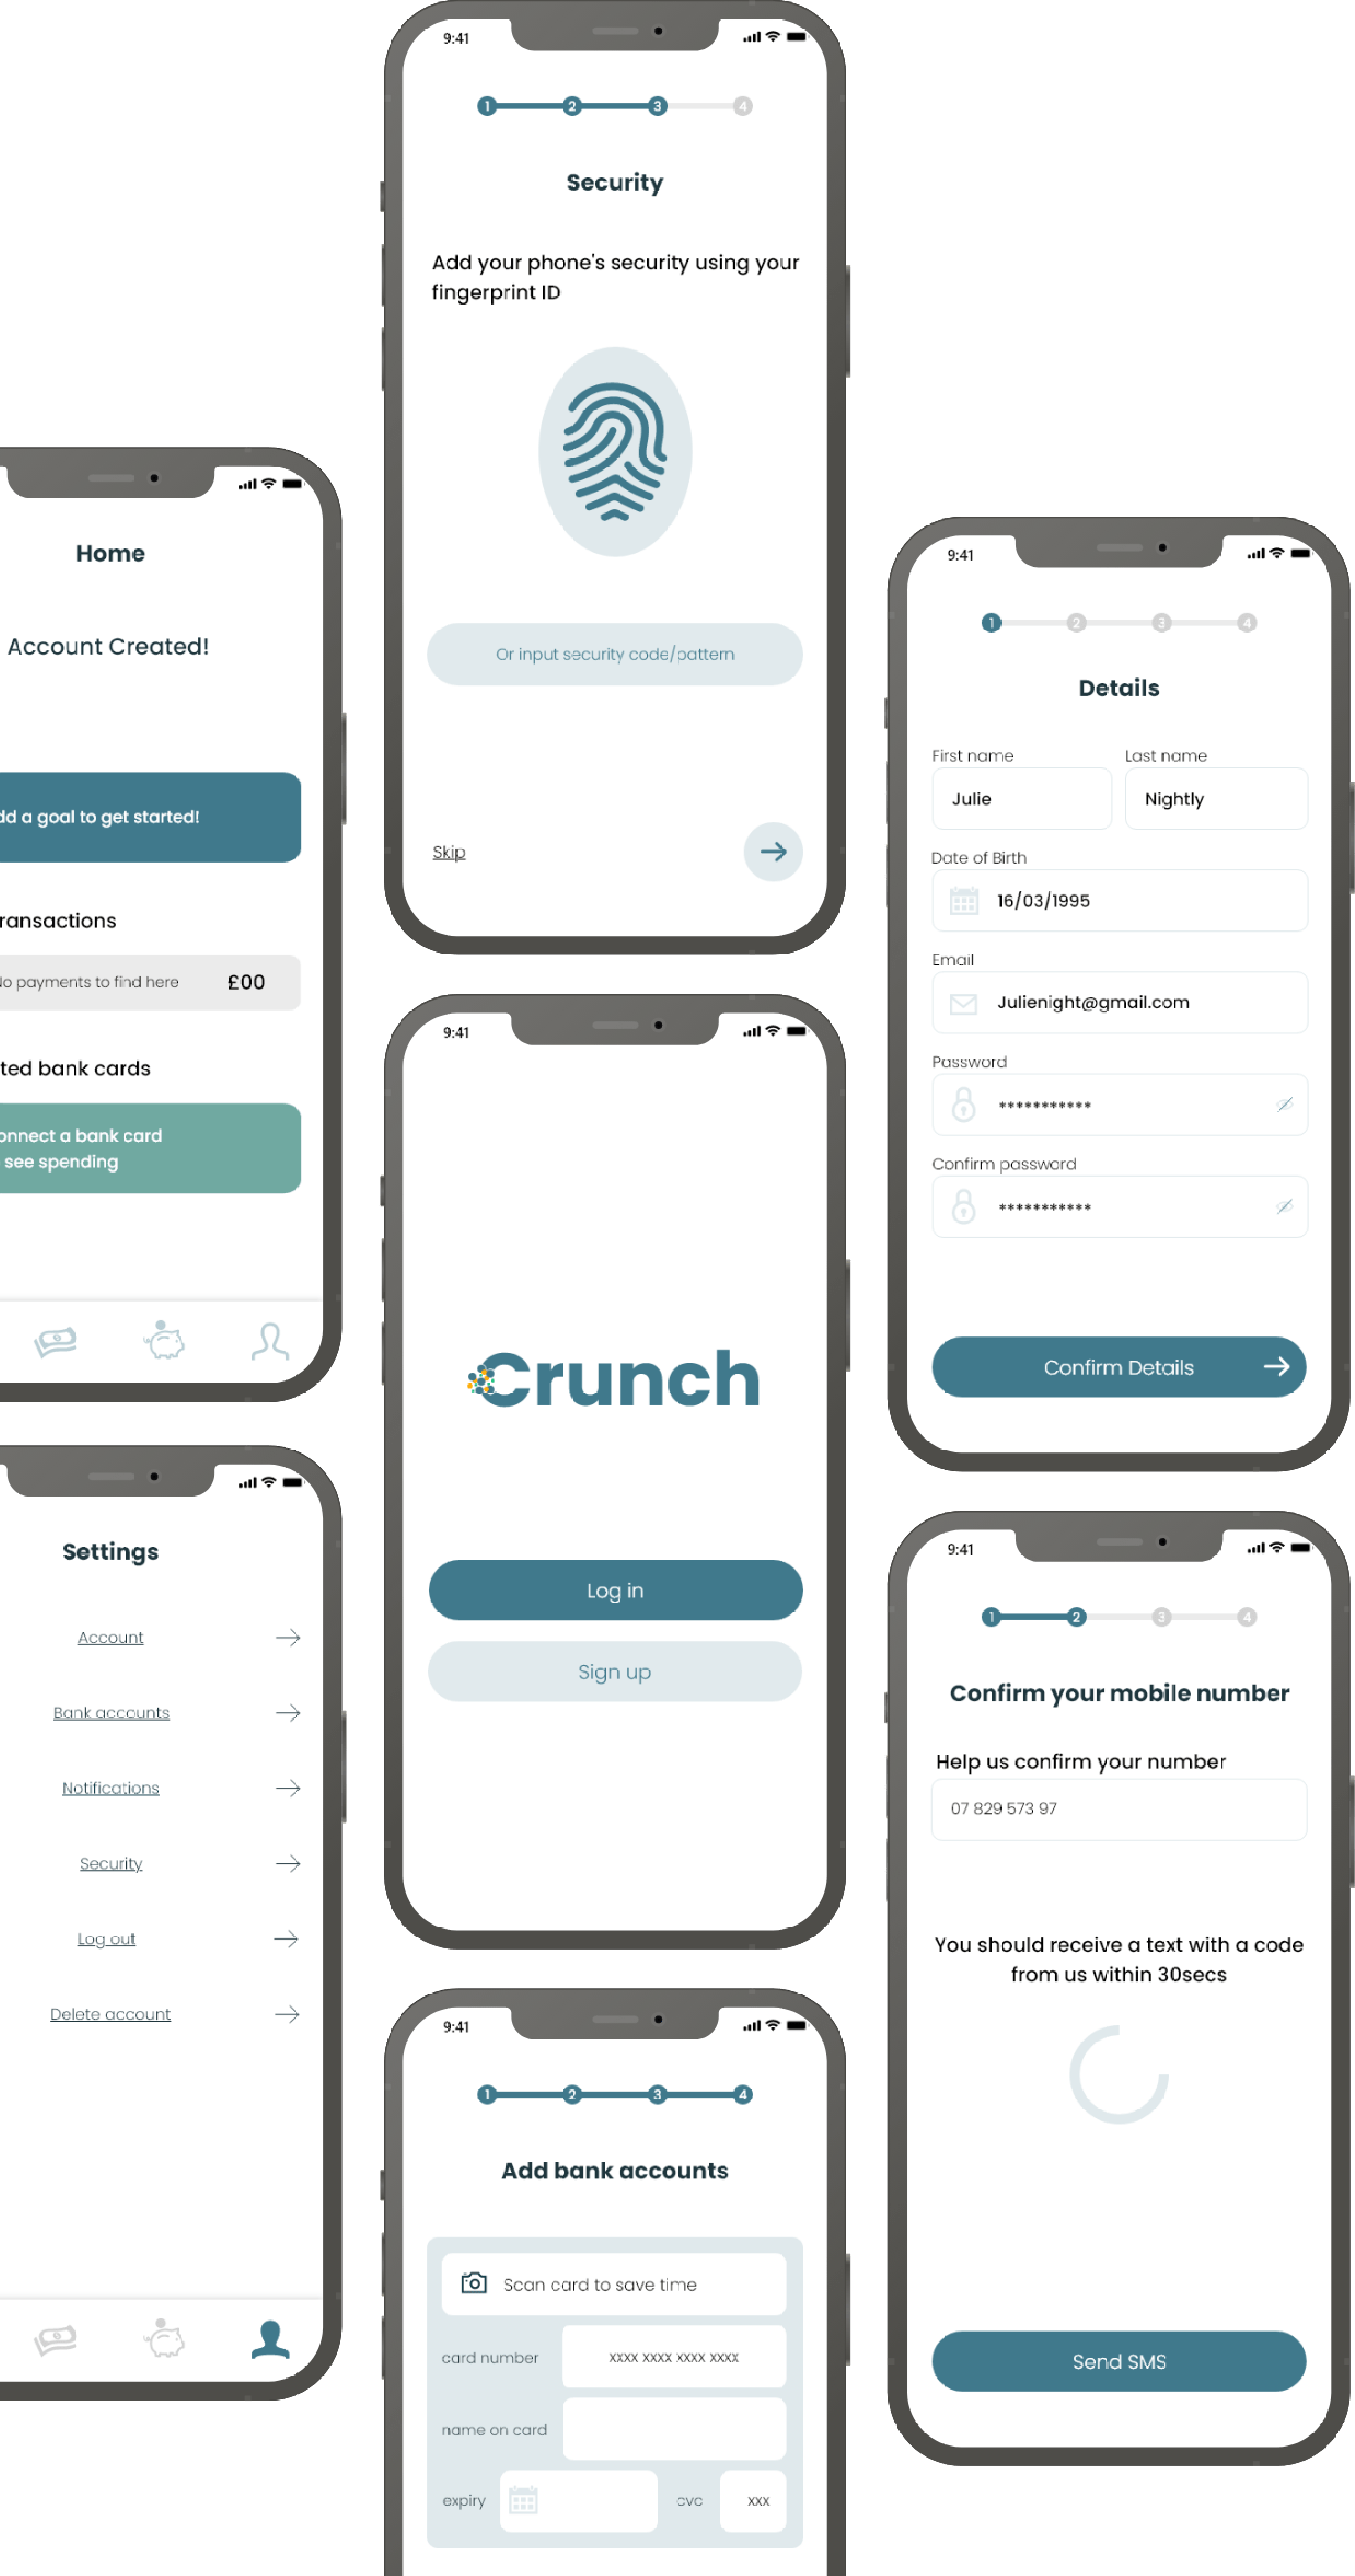 9:41
1 2 3 4
Security
Add your phone's security using your
fingerprint ID
Or input security code/pattern
Skip
Home
Account Created!
a goal to get started!
No payments to find here £00
bank cards
a bank card
see spending
9:41
Crunch
Log in
Sign up
9:41
1 2 3 4
Details
First name Last name
Julie Nightly
Date of Birth
16/03/1995
Email
Julienight@gmail.com
Password
***********
Confirm password
***********
Confirm Details
Settings
Account
Bank accounts
Notifications
Security
Log out
Delete account
9:41
1 2 3 4
Add bank accounts
Scan card to save time
card number xxxx xxxx xxxx xxxx
name on card
expiry cvc xxx
9:41
1 2 3 4
Confirm your mobile number
Help us confirm your number
07 829 573 97
You should receive a text with a code
from us within 30secs
Send SMS